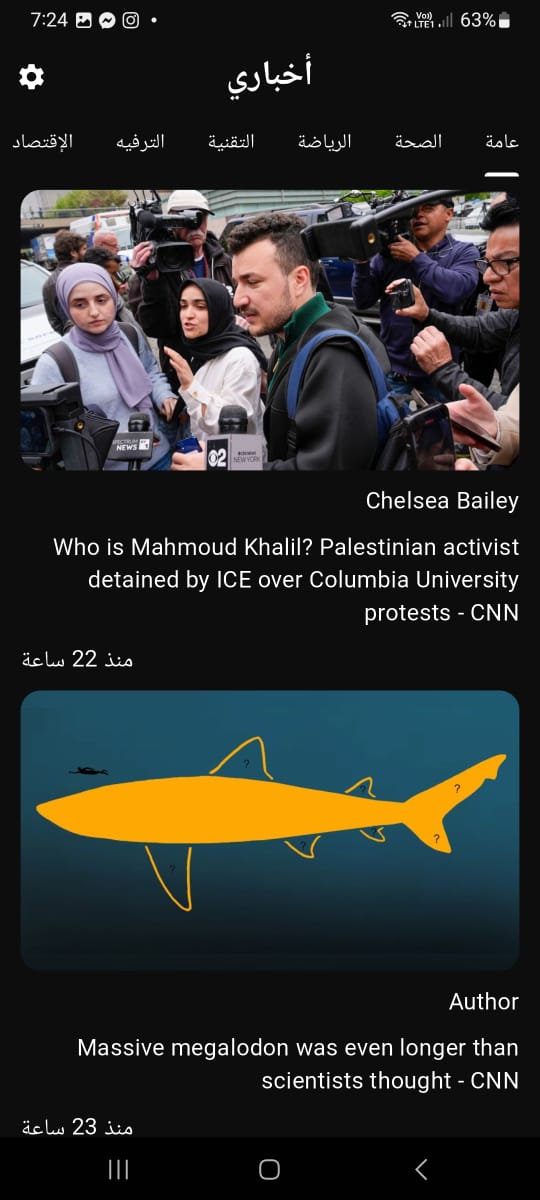 7:24
Vo)) LTE1 63%
أخباري
عامة الصحة الرياضة التقنية الترفيه الإقتصاد
SPECTRUM NEWS
2
CBS NEWS NEW YORK
Chelsea Bailey
Who is Mahmoud Khalil? Palestinian activist
detained by ICE over Columbia University
protests - CNN
منذ 22 ساعة
? ? ?
? ? ?
Author
Massive megalodon was even longer than
scientists thought - CNN
منذ 23 ساعة